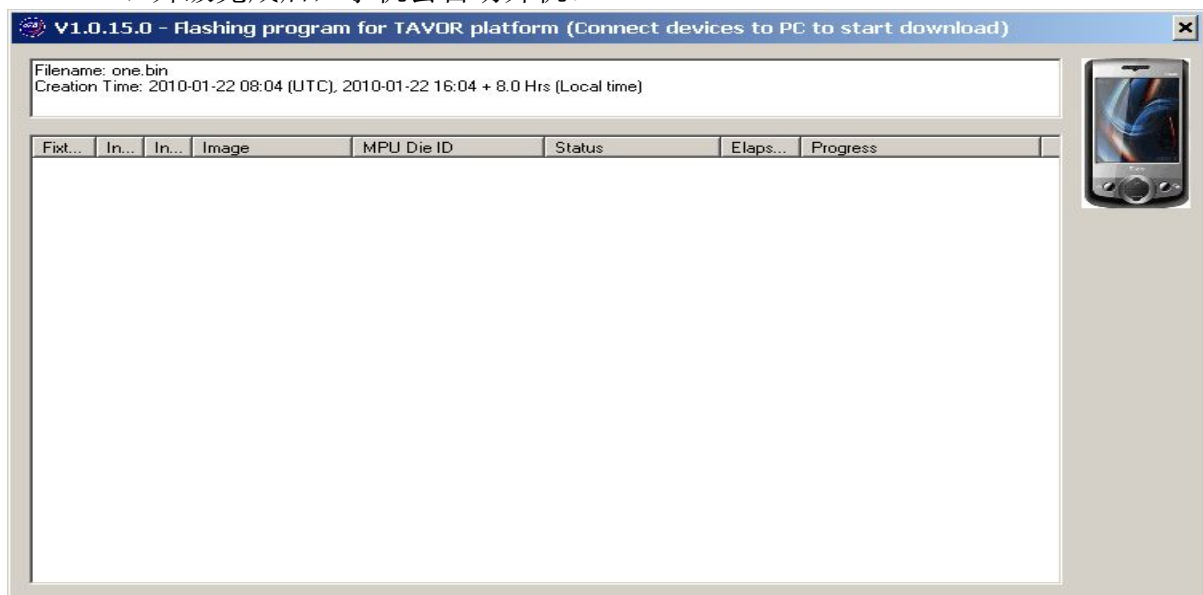 V1.0.15.0 - Flashing program for TAVOR platform (Connect devices to PC to start download)
Filename: one.bin
Creation Time: 2010-01-22 08:04 (UTC), 2010-01-22 16:04 + 8.0 Hrs (Local time)
Fixt... In... In... Image MPU Die ID Status Elaps... Progress